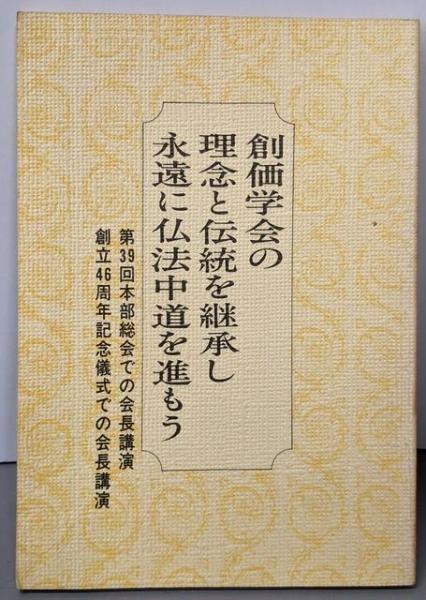 創価学会の
理念と伝統を継承し
永遠に仏法中道を進もう
第39回本部総会での会長講演
創立46周年記念儀式での会長講演